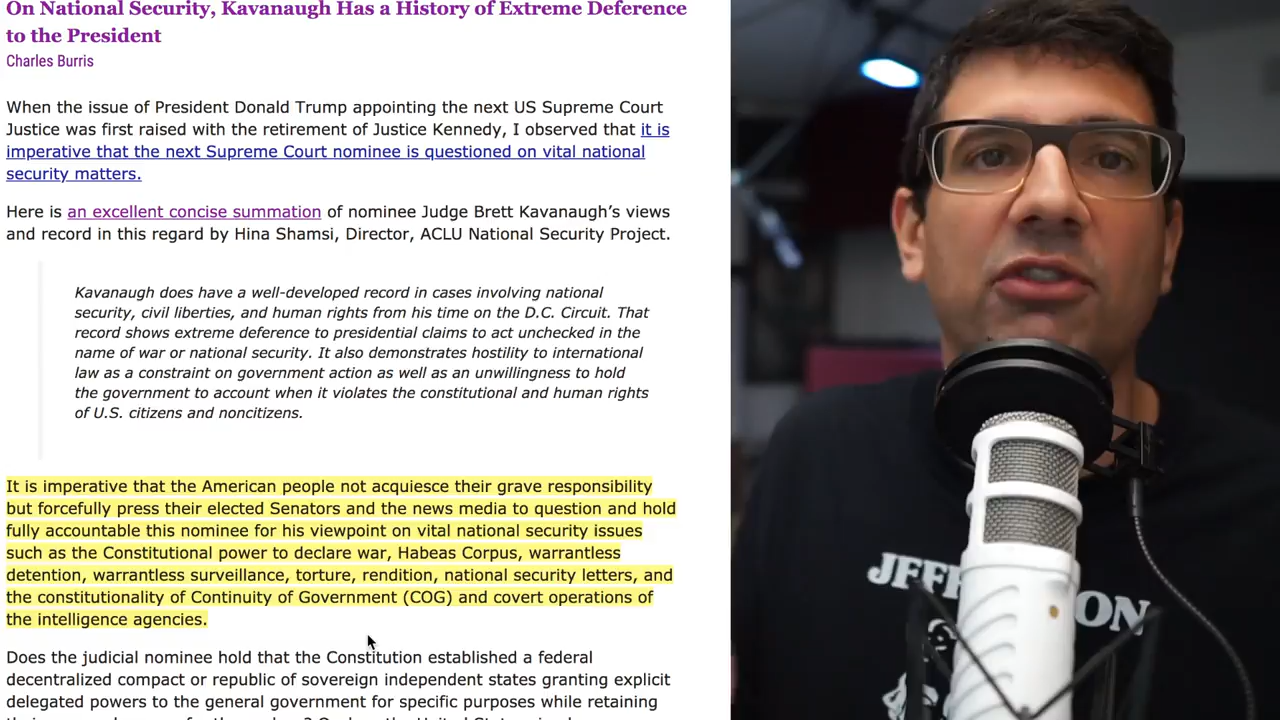 On National Security, Kavanaugh Has a History of Extreme Deference
to the President
Charles Burris
When the issue of President Donald Trump appointing the next US Supreme Court
Justice was first raised with the retirement of Justice Kennedy, I observed that it is
imperative that the next Supreme Court nominee is questioned on vital national
security matters.
Here is an excellent concise summation of nominee Judge Brett Kavanaugh’s views
and record in this regard by Hina Shamsi, Director, ACLU National Security Project.
Kavanaugh does have a well-developed record in cases involving national
security, civil liberties, and human rights from his time on the D.C. Circuit. That
record shows extreme deference to presidential claims to act unchecked in the
name of war or national security. It also demonstrates hostility to international
law as a constraint on government action as well as an unwillingness to hold
the government to account when it violates the constitutional and human rights
of U.S. citizens and noncitizens.
It is imperative that the American people not acquiesce their grave responsibility
but forcefully press their elected Senators and the news media to question and hold
fully accountable this nominee for his viewpoint on vital national security issues
such as the Constitutional power to declare war, Habeas Corpus, warrantless
detention, warrantless surveillance, torture, rendition, national security letters, and
the constitutionality of Continuity of Government (COG) and covert operations of
the intelligence agencies.
Does the judicial nominee hold that the Constitution established a federal
decentralized compact or republic of sovereign independent states granting explicit
delegated powers to the general government for specific purposes while retaining